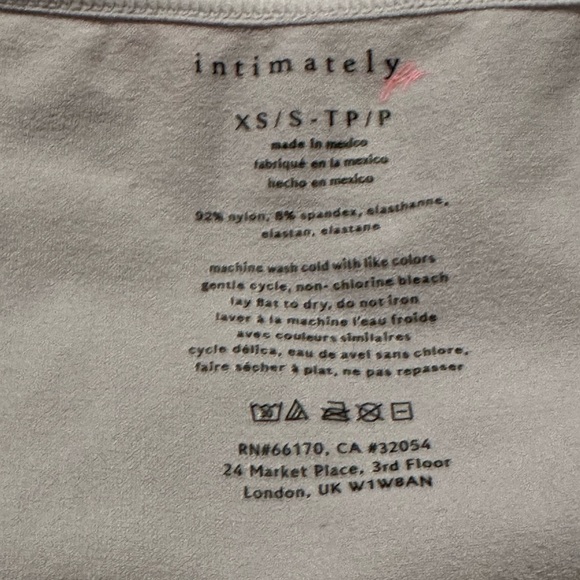 intimately
XS/S-TP/P
made in mexico
fabriqué en la mexico
hecho en mexico
92% nylon, 8% spandex, elasthanne,
elastan, elastane
machine wash cold with like colors
gentle cycle, non-chlorine bleach
lay flat to dry, do not iron
laver à la machine l'eau froide
avec couleurs similaires
cycle délica, eau de avel sans chlore,
faire sécher à plat, ne pas repasser
30
RN#66170, CA #32054
24 Market Place, 3rd Floor
London, UK W1W8AN